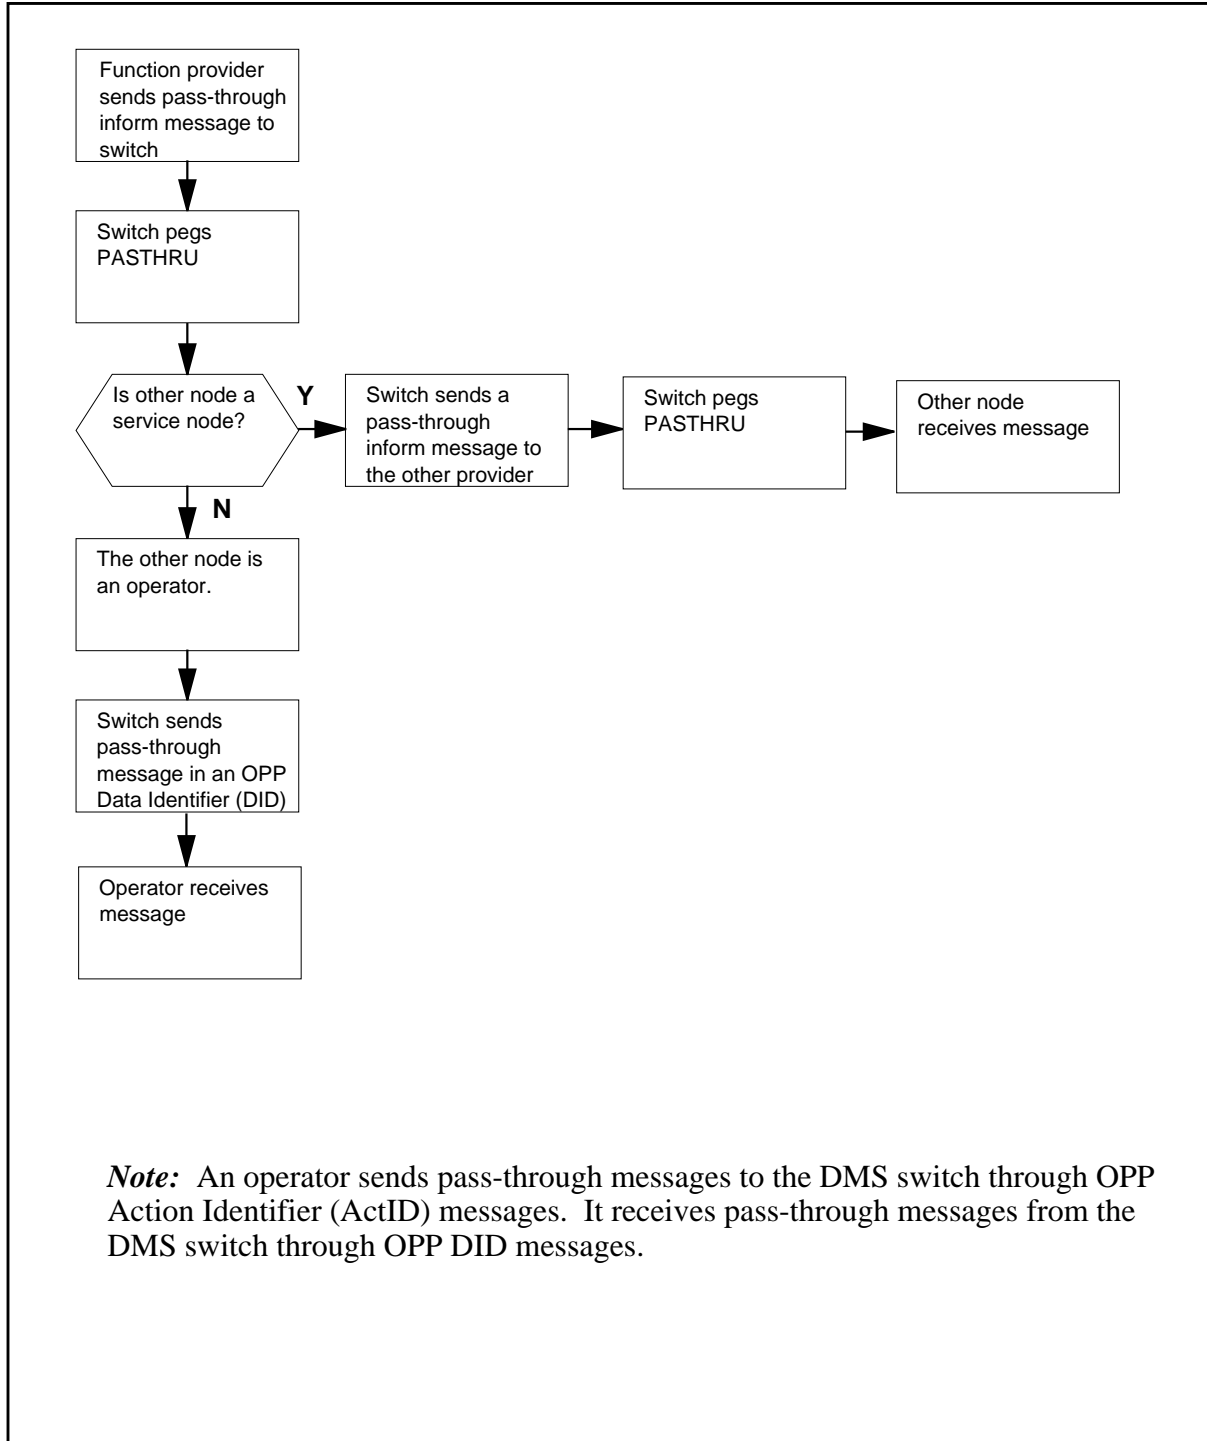 Function provider
sends pass-through
inform message to
switch
Switch pegs
PASTHRU
Is other node a
service node?
Y
Switch sends a
pass-through
inform message to
the other provider
Switch pegs
PASTHRU
Other node
receives message
N
The other node is
an operator.
Switch sends
pass-through
message in an OPP
Data Identifier (DID)
Operator receives
message
Note: An operator sends pass-through messages to the DMS switch through OPP
Action Identifier (ActID) messages. It receives pass-through messages from the
DMS switch through OPP DID messages.